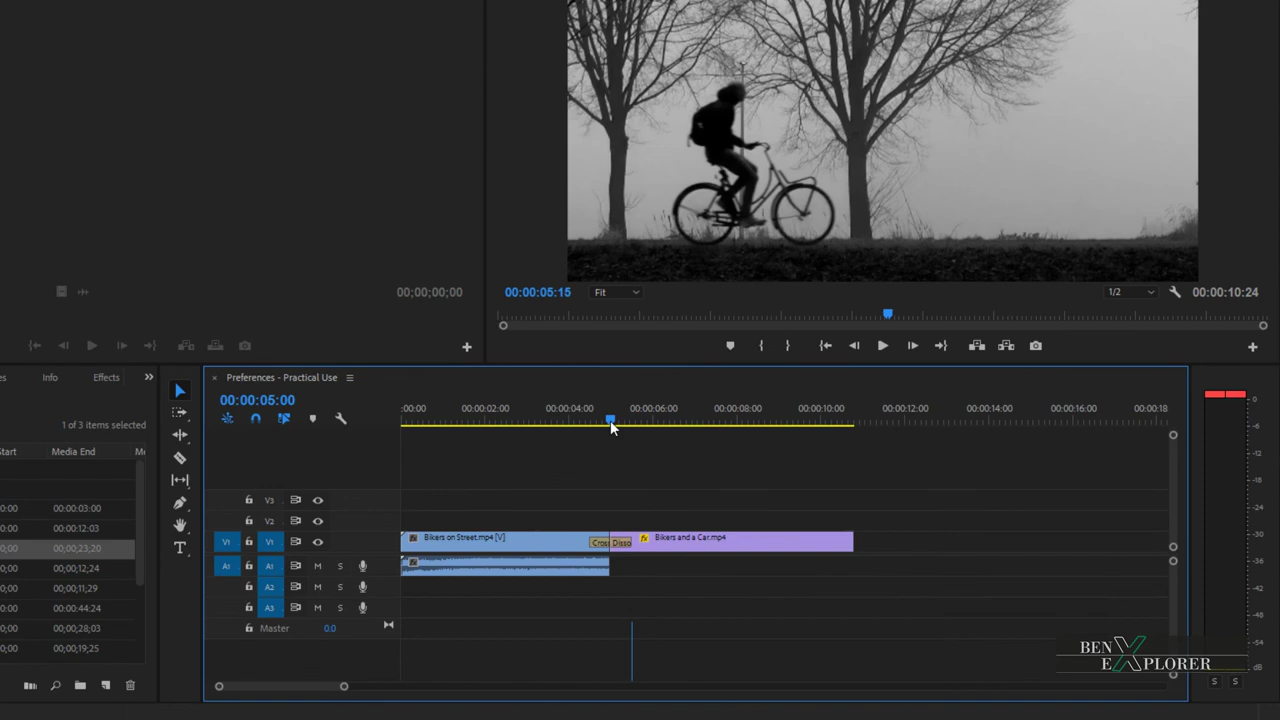 00;00;00;00
00:00:05:15
Fit
1/2
00:00:10:24
Info
Effects
1 of 3 items selected
Media End
00:00:03:00
00:00:12:03
00;00;23;20
00;00;12;24
00;00;11;29
00:00:44:24
00;00;28;03
00;00;19;25
× Preferences - Practical Use
00:00:05:00
:00:00 00:00:02:00 00:00:04:00 00:00:06:00 00:00:08:00 00:00:10:00 00:00:12:00 00:00:14:00 00:00:16:00 00:00:18
V3
V2
V1 V1 Bikers on Street.mp4 [V] Cross Disso fx Bikers and a Car.mp4
A1 A1 M S
A2 M S
A3 M S
Master 0.0
0
-6
-12
-18
-24
-30
-36
-42
-48
-54
dB
S S
BEN
EXPLORER